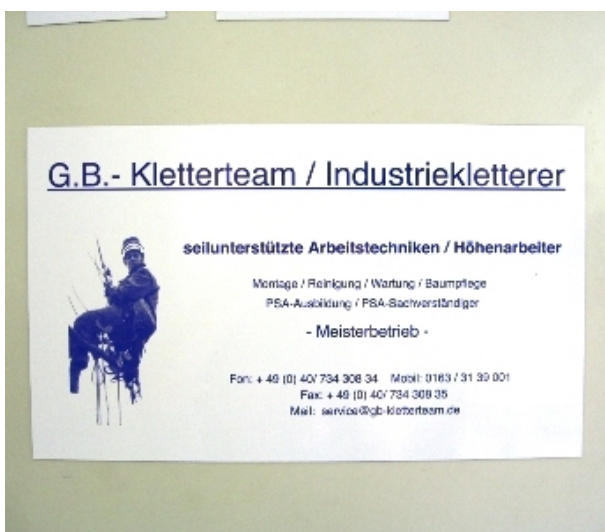 G.B.- Kletterteam / Industriekletterer
seilunterstützte Arbeitstechniken / Höhenarbeiter
Montage / Reinigung / Wartung / Baumpflege
PSA-Ausbildung / PSA-Sachverständiger
- Meisterbetrieb -
Fon: + 49 (0) 40/ 734 308 34 Mobil: 0163 / 31 39 001
Fax: + 49 (0) 40/ 734 308 35
Mail: service@gb-kletterteam.de